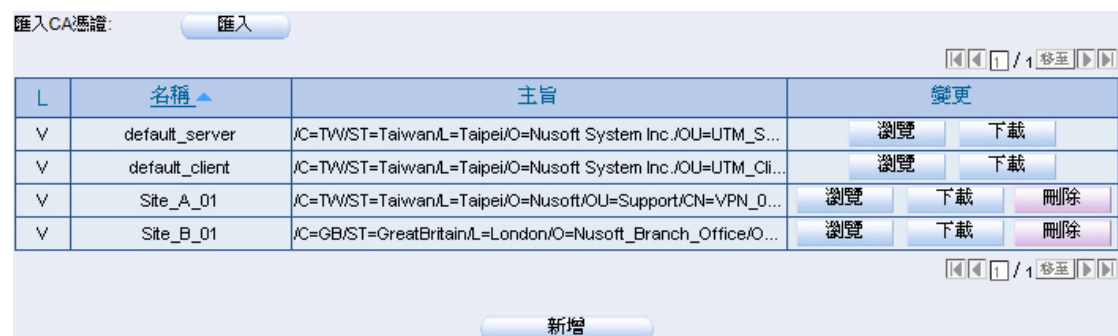 匯入CA憑證: 匯入
1 / 1 移至
L 名稱 主旨 變更
V default_server /C=TW/ST=Taiwan/L=Taipei/O=Nusoft System Inc./OU=UTM_S... 瀏覽 下載
V default_client /C=TW/ST=Taiwan/L=Taipei/O=Nusoft System Inc./OU=UTM_Cli... 瀏覽 下載
V Site_A_01 /C=TW/ST=Taiwan/L=Taipei/O=Nusoft/OU=Support/CN=VPN_0... 瀏覽 下載 刪除
V Site_B_01 /C=GB/ST=GreatBritain/L=London/O=Nusoft_Branch_Office/O... 瀏覽 下載 刪除
1 / 1 移至
新增